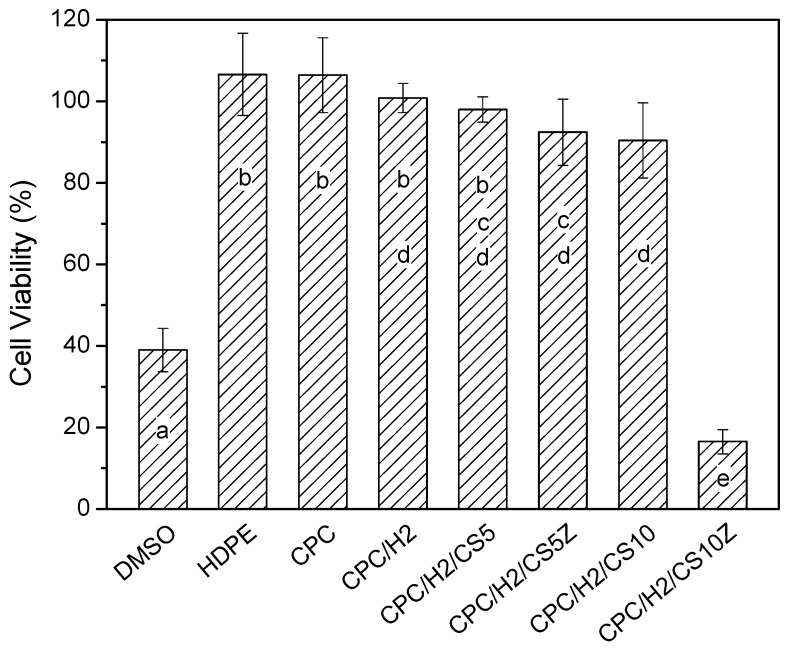 120
100
80
60
40
20
0
Cell Viability (%)
a
b
b
b
d
b
c
d
c
d
d
e
DMSO
HDPE
CPC
CPC/H2
CPC/H2/CS5
CPC/H2/CS5Z
CPC/H2/CS10
CPC/H2/CS10Z